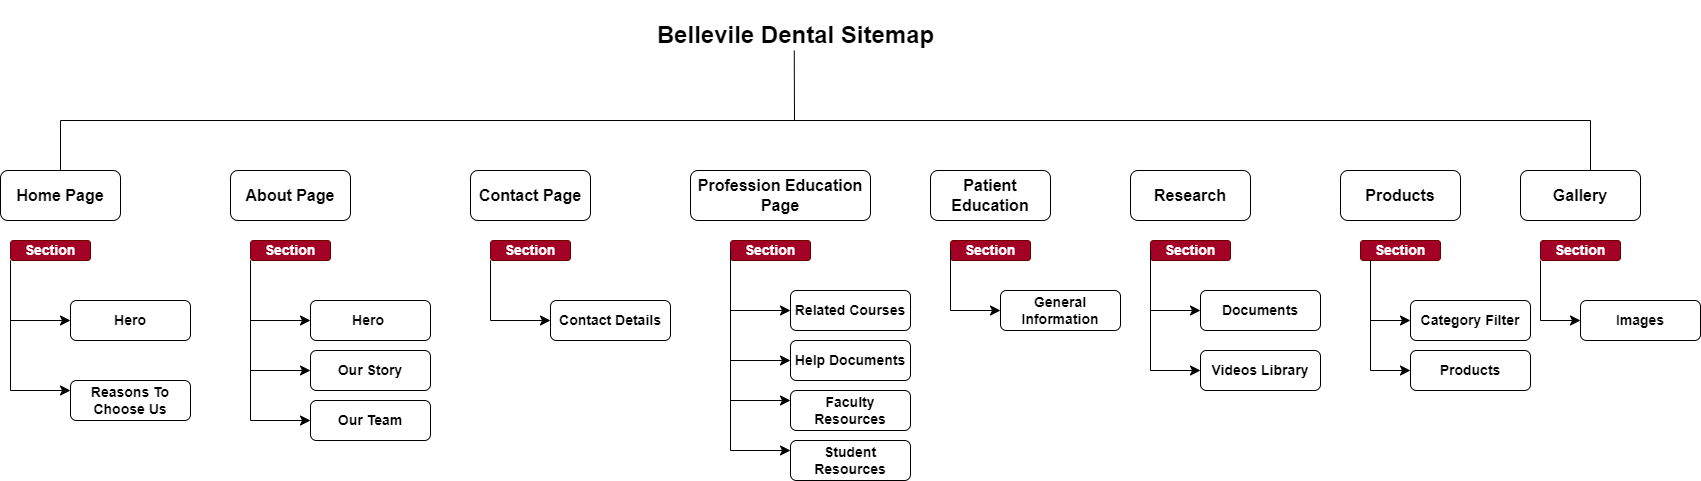 Bellevile Dental Sitemap
Home Page
About Page
Contact Page
Profession Education
Page
Patient
Education
Research
Products
Gallery
Section
Section
Section
Section
Section
Section
Section
Section
Hero
Reasons To
Choose Us
Hero
Our Story
Our Team
Contact Details
Related Courses
Help Documents
Faculty
Resources
Student
Resources
General
Information
Documents
Videos Library
Category Filter
Products
Images